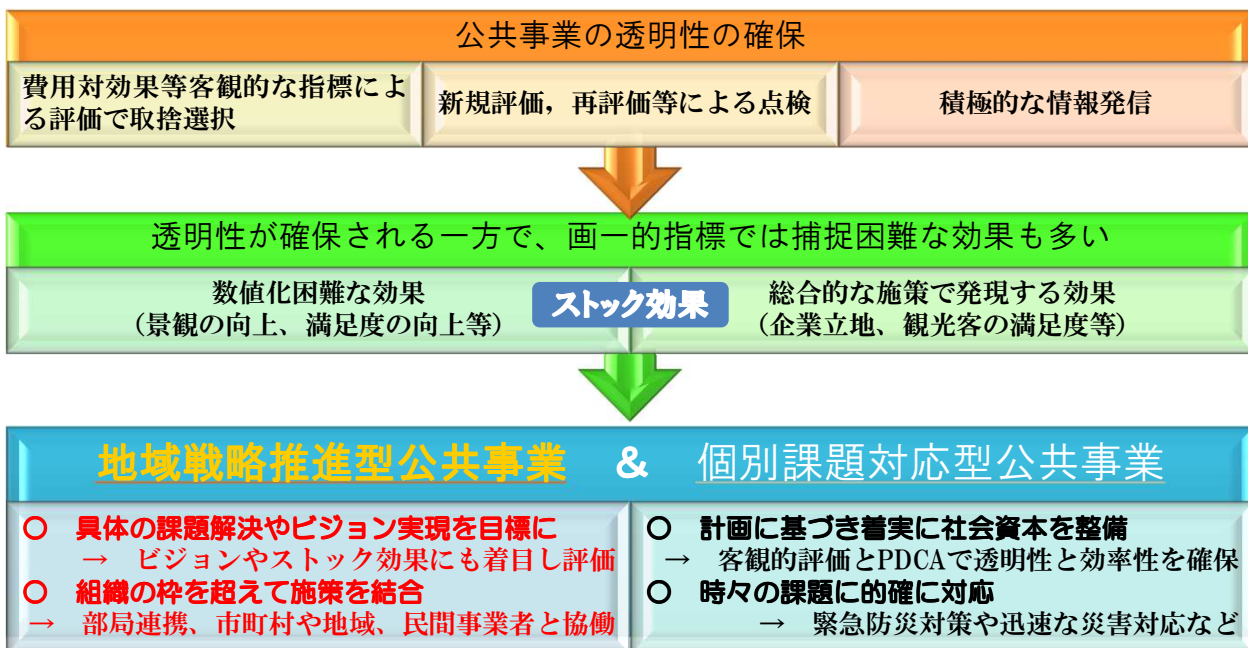 公共事業の透明性の確保
費用対効果等客観的な指標によ
る評価で取捨選択
新規評価，再評価等による点検
積極的な情報発信
透明性が確保される一方で、画一的指標では捕捉困難な効果も多い
数値化困難な効果
（景観の向上、満足度の向上等）
ストック効果
総合的な施策で発現する効果
（企業立地、観光客の満足度等）
地域戦略推進型公共事業 & 個別課題対応型公共事業
〇 具体の課題解決やビジョン実現を目標に
→ ビジョンやストック効果にも着目し評価
〇 組織の枠を超えて施策を結合
→ 部局連携、市町村や地域、民間事業者と協働
〇 計画に基づき着実に社会資本を整備
→ 客観的評価とPDCAで透明性と効率性を確保
〇 時々の課題に的確に対応
→ 緊急防災対策や迅速な災害対応など